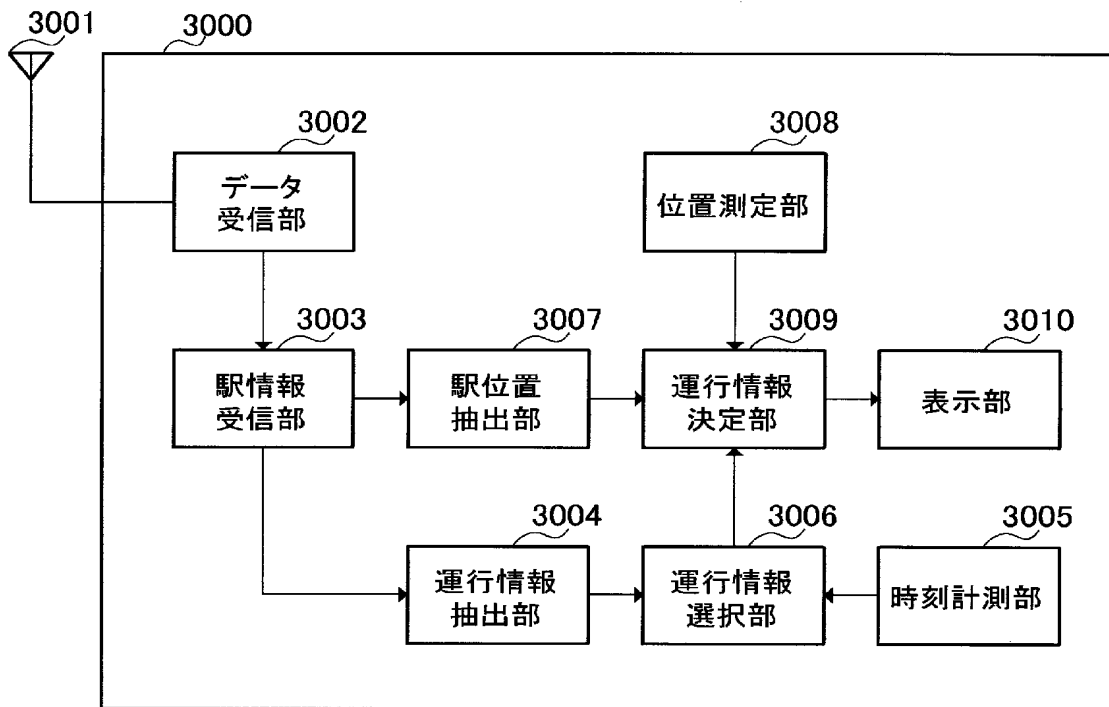 3001
3000
3002
データ
受信部
3008
位置測定部
3003
駅情報
受信部
3007
駅位置
抽出部
3009
運行情報
決定部
3010
表示部
3004
運行情報
抽出部
3006
運行情報
選択部
3005
時刻計測部